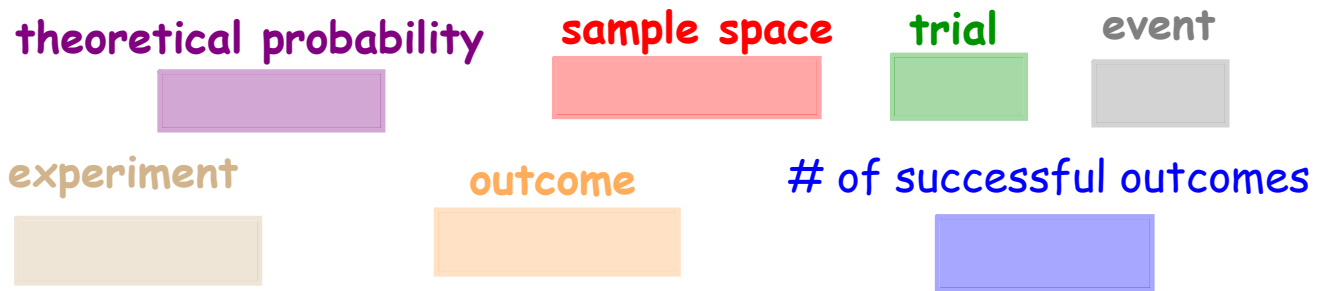 theoretical probability
sample space
trial
event
experiment
outcome
# of successful outcomes